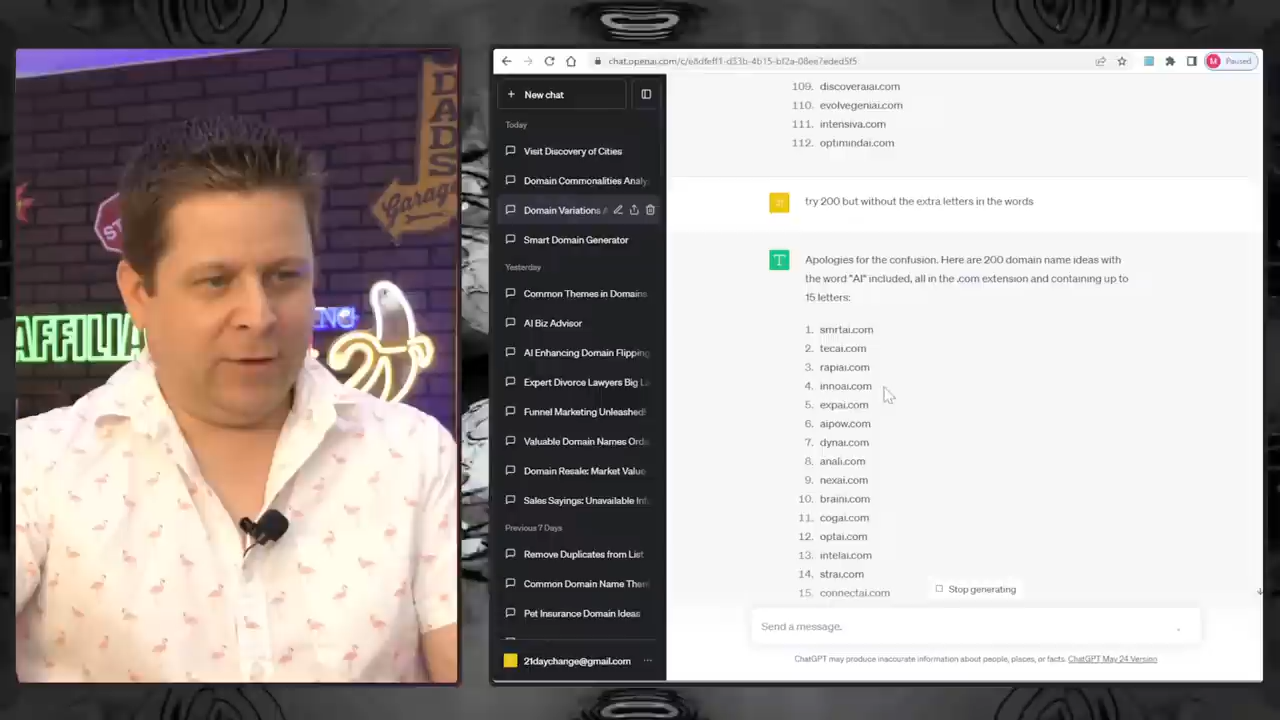 DADS
Garage
AFFILIA
NG
chat.openai.com/c/e8dfeff1-d33b-4b15-bf2a-08ee7eded5f5
M
Paused
+ New chat
Today
Visit Discovery of Cities
Domain Commonalities Analy
Domain Variations A
Smart Domain Generator
Yesterday
Common Themes in Domains
AI Biz Advisor
AI Enhancing Domain Flipping
Expert Divorce Lawyers Big La
Funnel Marketing Unleashed!
Valuable Domain Names Ord
Domain Resale: Market Value
Sales Sayings: Unavailable Inf
Previous 7 Days
Remove Duplicates from List
Common Domain Name Them
Pet Insurance Domain Ideas
21daychange@gmail.com
109. discoveraiai.com
110. evolvegeniai.com
111. intensiva.com
112. optimindai.com
try 200 but without the extra letters in the words
Apologies for the confusion. Here are 200 domain name ideas with
the word "AI" included, all in the .com extension and containing up to
15 letters:
1. smrtai.com
2. tecai.com
3. rapiai.com
4. innoai.com
5. expai.com
6. aipow.com
7. dynai.com
8. anali.com
9. nexai.com
10. braini.com
11. cogai.com
12. optai.com
13. intelai.com
14. strai.com
15. connectai.com
Stop generating
Send a message.
ChatGPT may produce inaccurate information about people, places, or facts. ChatGPT May 24 Version